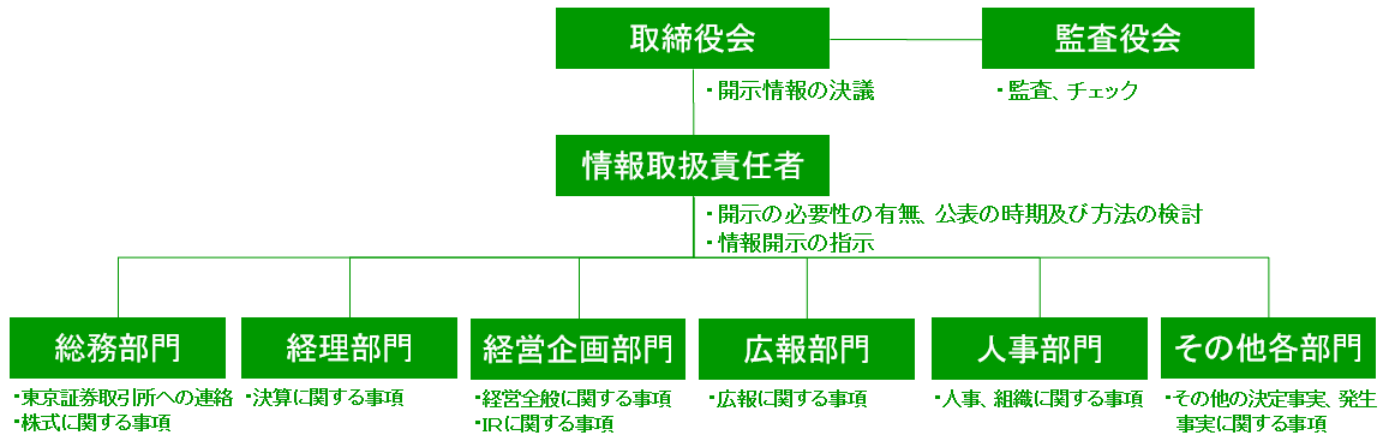 取締役会
監査役会
・開示情報の決議
・監査、チェック
情報取扱責任者
・開示の必要性の有無、公表の時期及び方法の検討
・情報開示の指示
総務部門
経理部門
経営企画部門
広報部門
人事部門
その他各部門
・東京証券取引所への連絡
・株式に関する事項
・決算に関する事項
・経営全般に関する事項
・IRに関する事項
・広報に関する事項
・人事、組織に関する事項
・その他の決定事実、発生
事実に関する事項